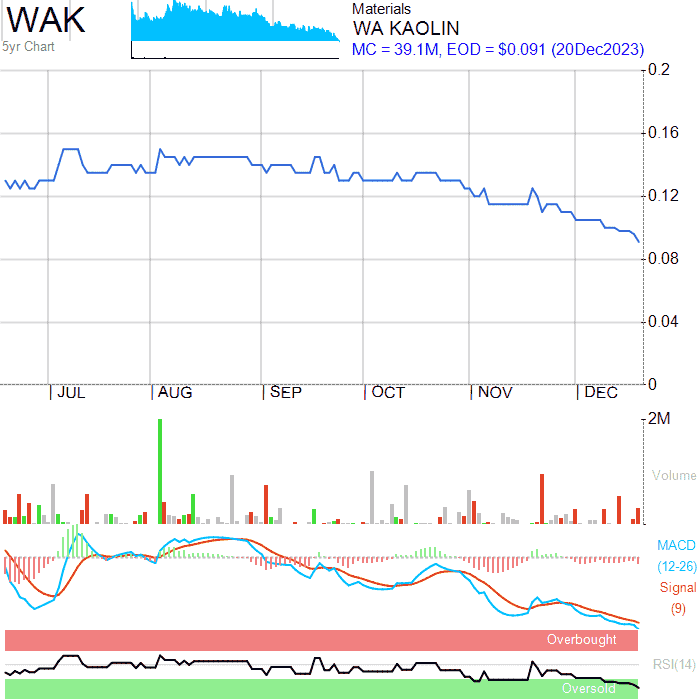 WAK
5yr Chart
Materials
WA KAOLIN
MC = 39.1M, EOD = $0.091 (20Dec2023)
0.2
0.16
0.12
0.08
0.04
0
JUL AUG SEP OCT NOV DEC
2M
Volume
MACD
(12-26)
Signal
(9)
Overbought
RSI(14)
Oversold